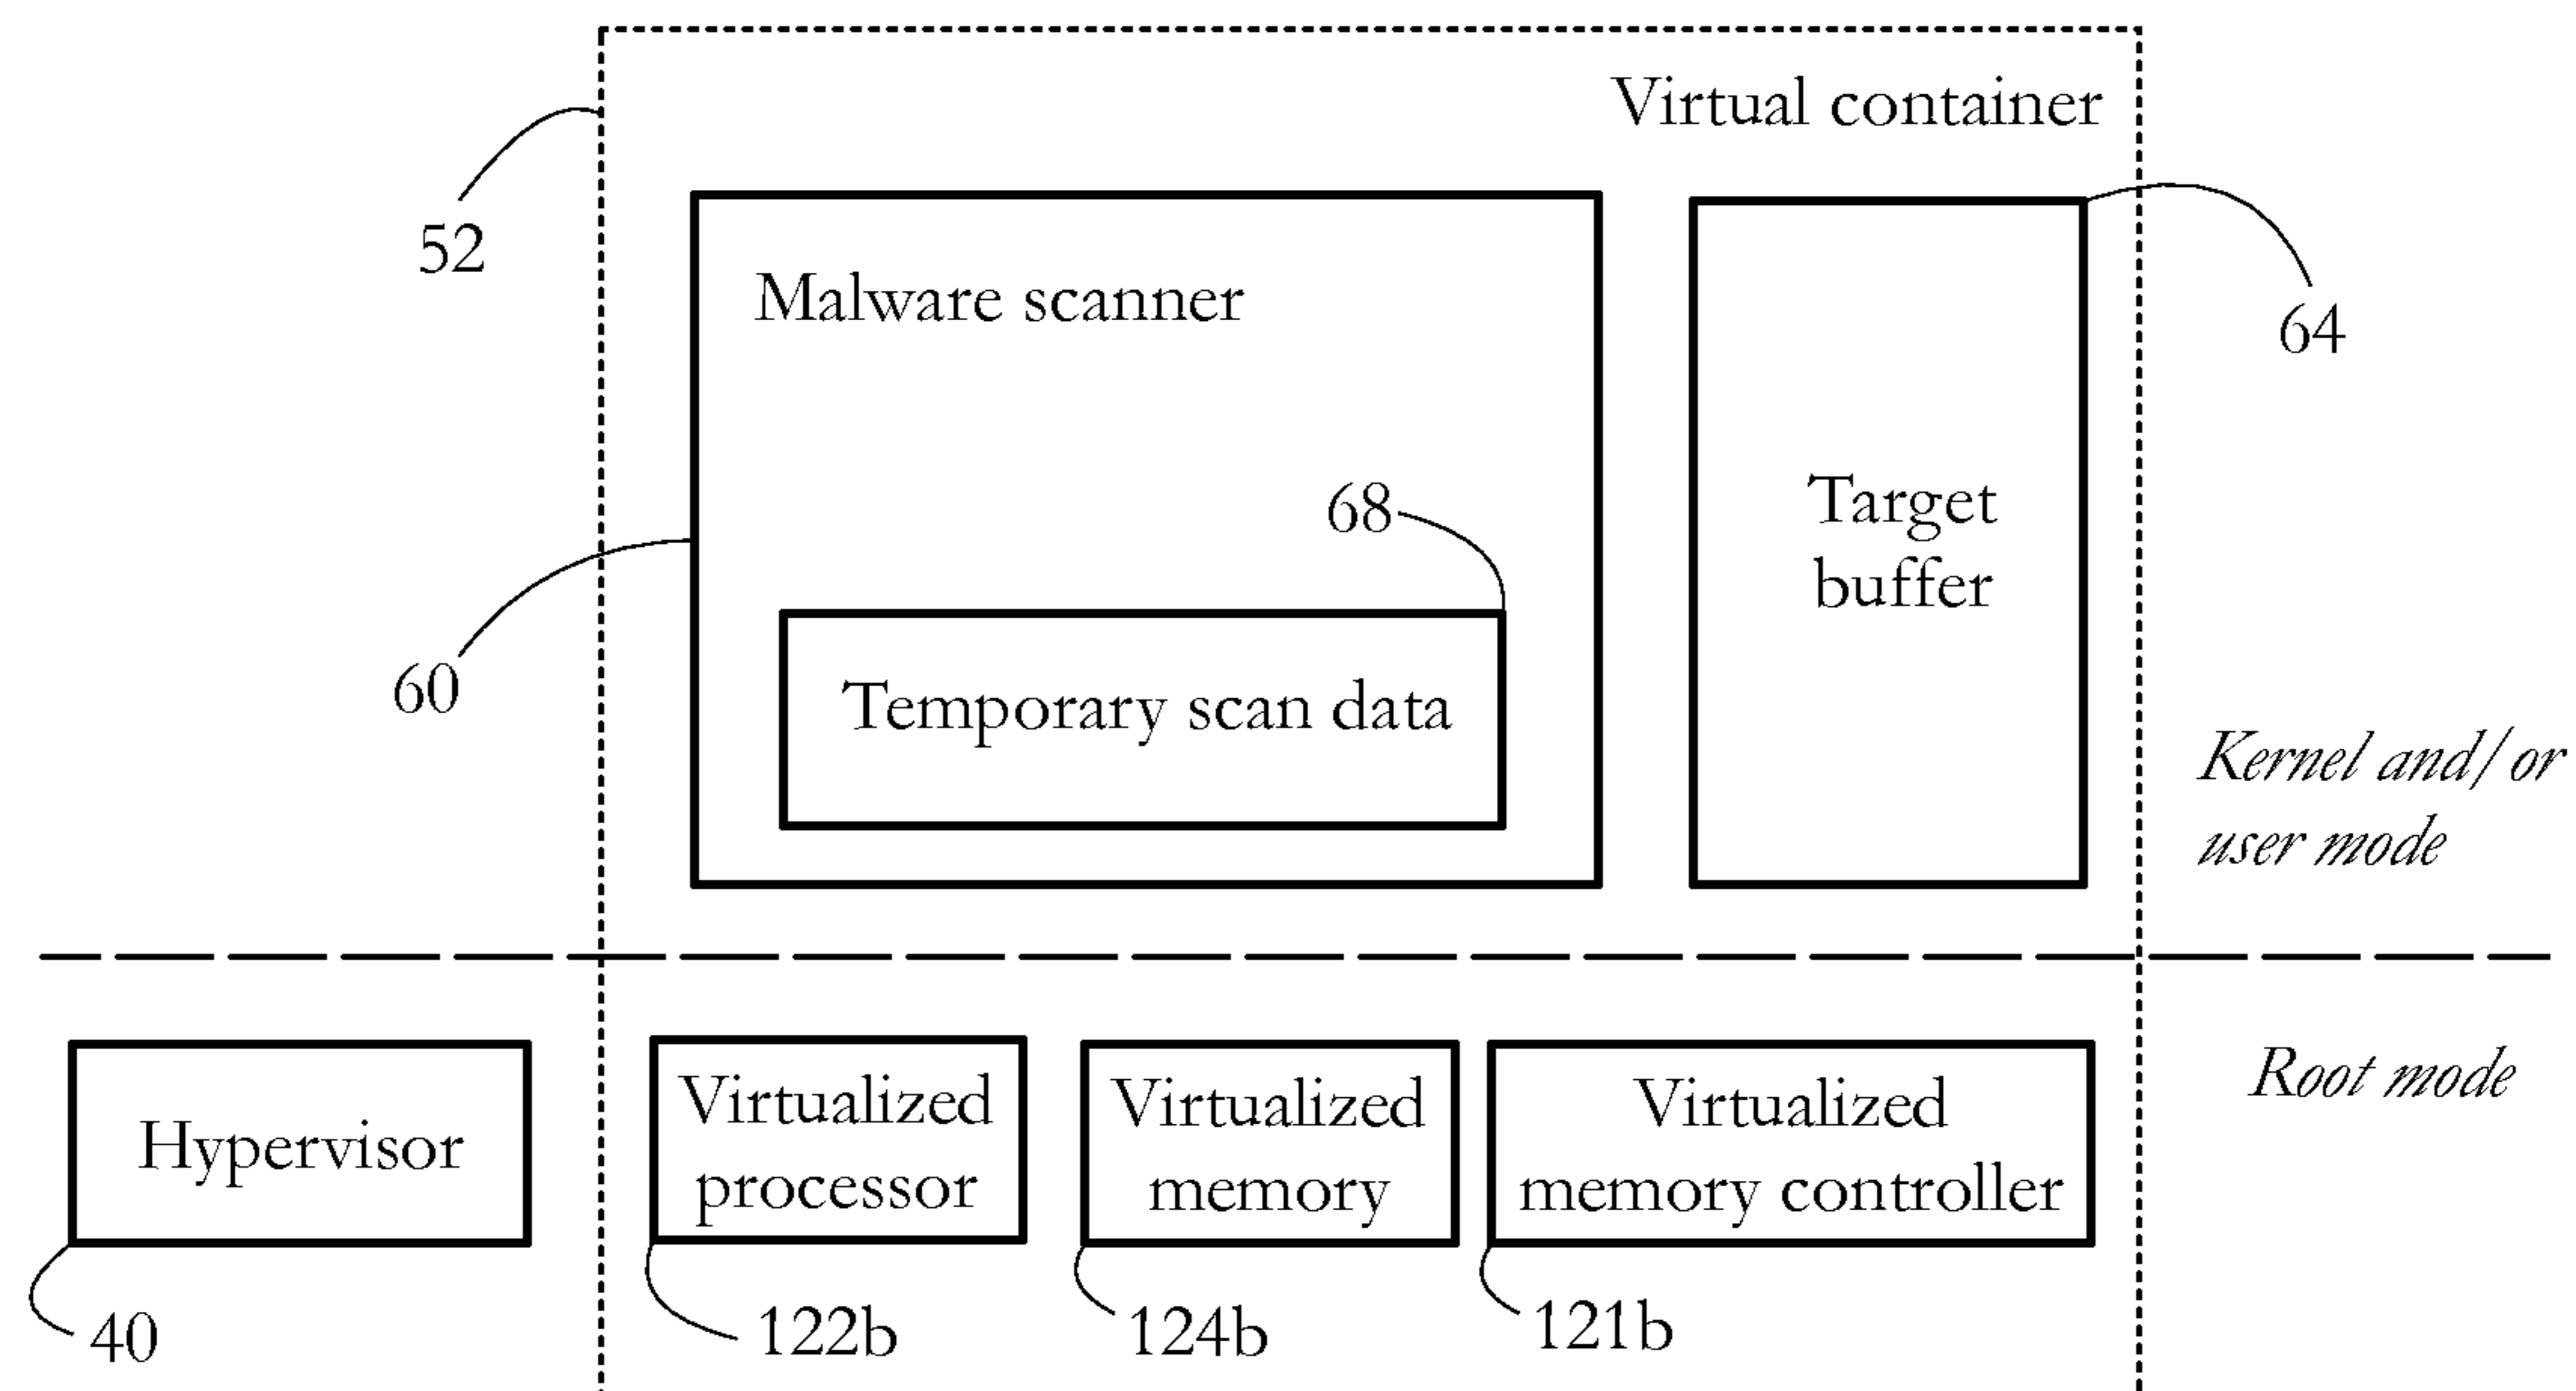 Virtual container
52
Malware scanner
64
68
Target
buffer
60
Temporary scan data
Kernel and/or
user mode
Root mode
Hypervisor
Virtualized
processor
Virtualized
memory
Virtualized
memory controller
40
122b
124b
121b